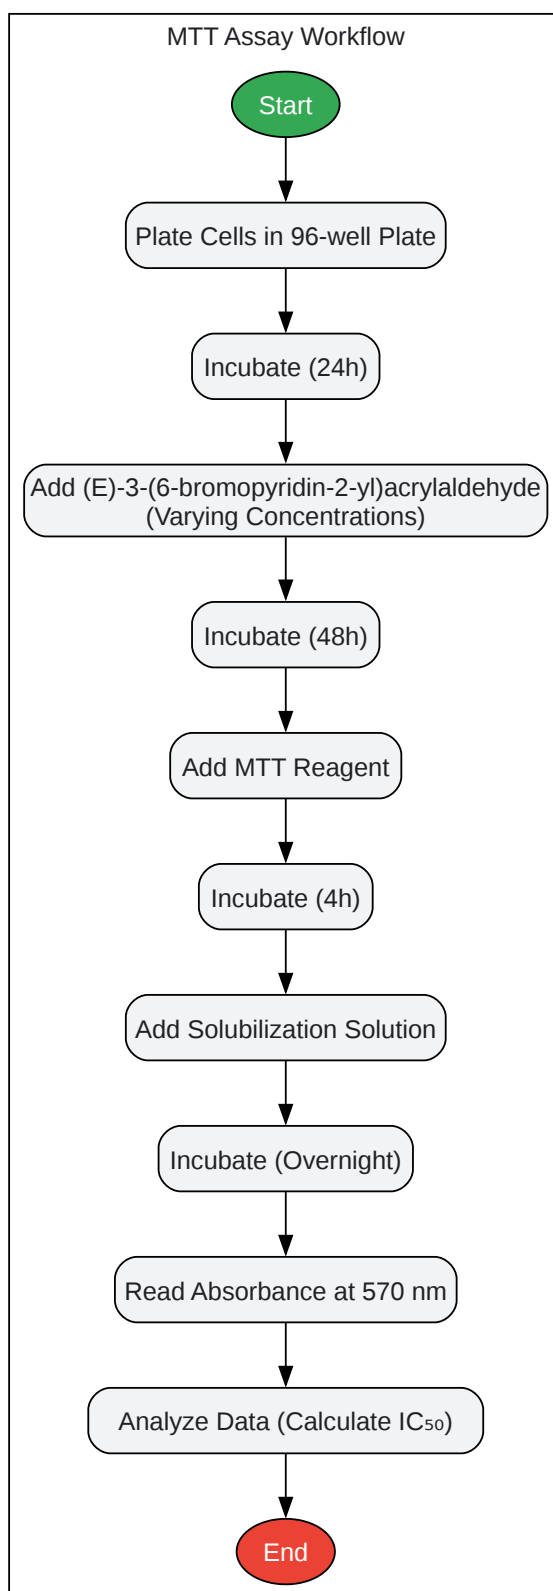 MTT Assay Workflow
Start
Plate Cells in 96-well Plate
Incubate (24h)
Add (E)-3-(6-bromopyridin-2-yl)acrylaldehyde
(Varying Concentrations)
Incubate (48h)
Add MTT Reagent
Incubate (4h)
Add Solubilization Solution
Incubate (Overnight)
Read Absorbance at 570 nm
Analyze Data (Calculate IC₅₀)
End